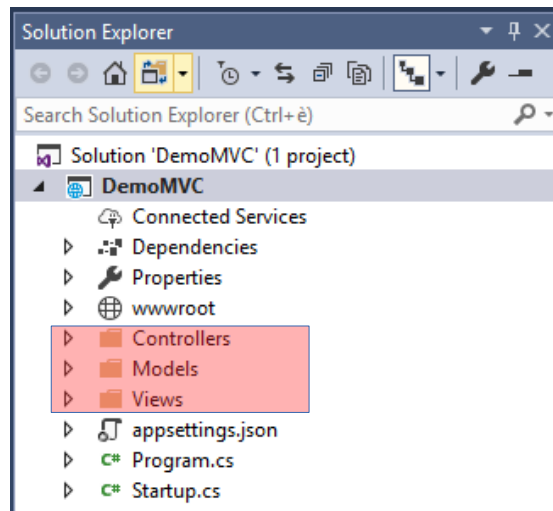 Solution Explorer
Search Solution Explorer (Ctrl+è)
Solution 'DemoMVC' (1 project)
DemoMVC
Connected Services
Dependencies
Properties
wwwroot
Controllers
Models
Views
appsettings.json
C# Program.cs
C# Startup.cs